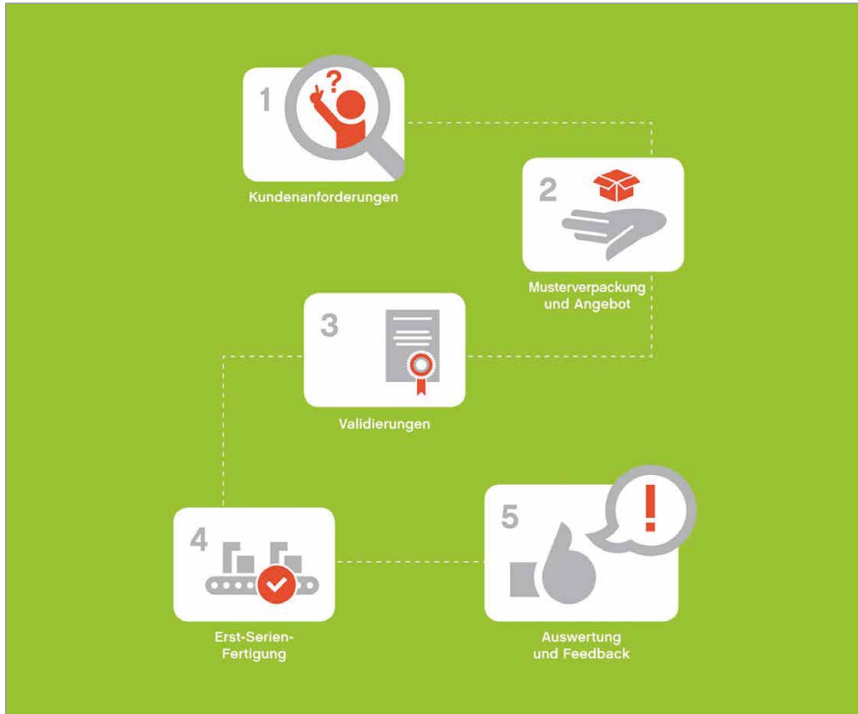 1
?
Kundenanforderungen
2
Musterverpackung
und Angebot
3
Validierungen
4
Erst-Serien-
Fertigung
5
!
Auswertung
und Feedback